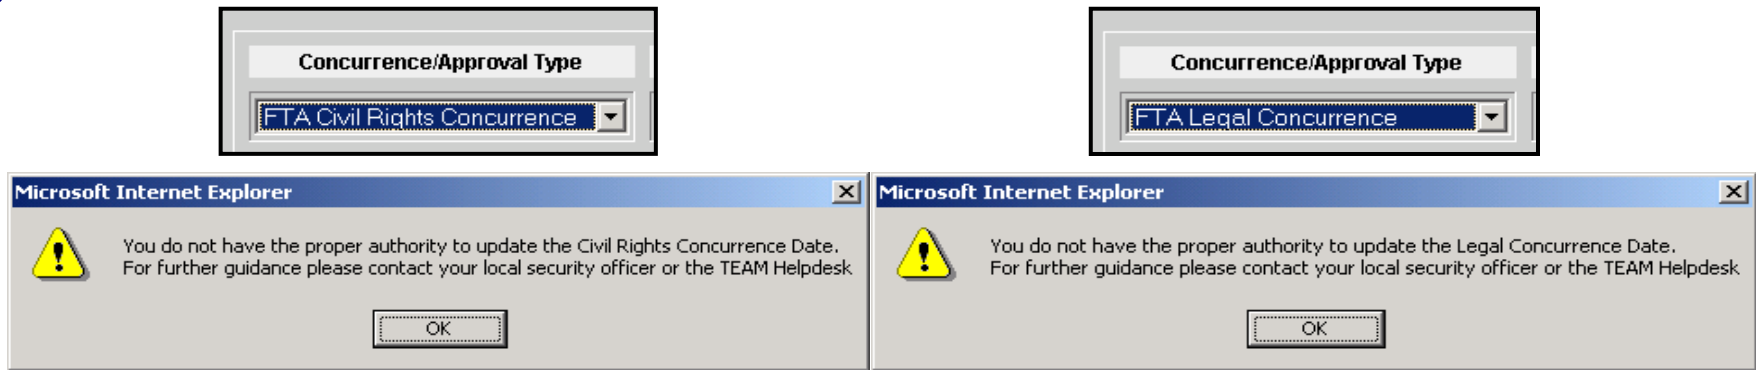 Concurrence/Approval Type
FTA Civil Rights Concurrence
Concurrence/Approval Type
FTA Legal Concurrence
Microsoft Internet Explorer
You do not have the proper authority to update the Civil Rights Concurrence Date.
For further guidance please contact your local security officer or the TEAM Helpdesk
OK
Microsoft Internet Explorer
You do not have the proper authority to update the Legal Concurrence Date.
For further guidance please contact your local security officer or the TEAM Helpdesk
OK